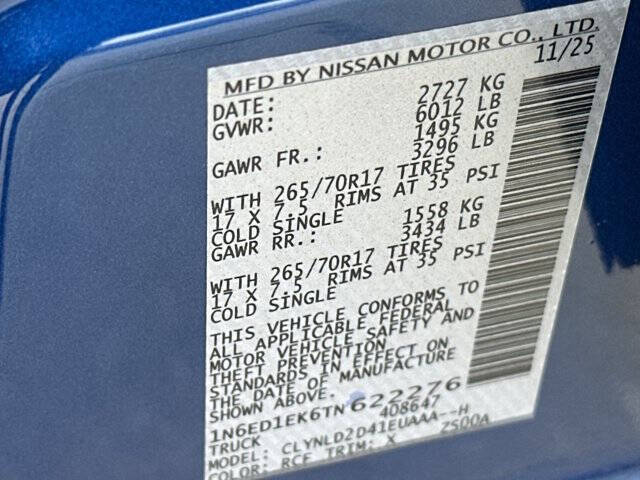 MFD BY NISSAN MOTOR CO., LTD.
DATE: 11/25
GVWR: 2727 KG
6012 LB
GAWR FR.: 1495 KG
3296 LB
WITH 265/70R17 TIRES
17 X 7.5 RIMS AT 35 PSI
COLD SINGLE
GAWR RR.: 1558 KG
3434 LB
WITH 265/70R17 TIRES
17 X 7.5 RIMS AT 35 PSI
COLD SINGLE
THIS VEHICLE CONFORMS TO
ALL APPLICABLE FEDERAL
MOTOR VEHICLE SAFETY AND
THEFT PREVENTION
STANDARDS IN EFFECT ON
THE DATE OF MANUFACTURE
SHOWN ABOVE.
1N6ED1EK6TN622276
TRUCK 408647
MODEL: CLYNLD2D41EUAAA--H
COLOR: RCF TRIM: X ZS00A